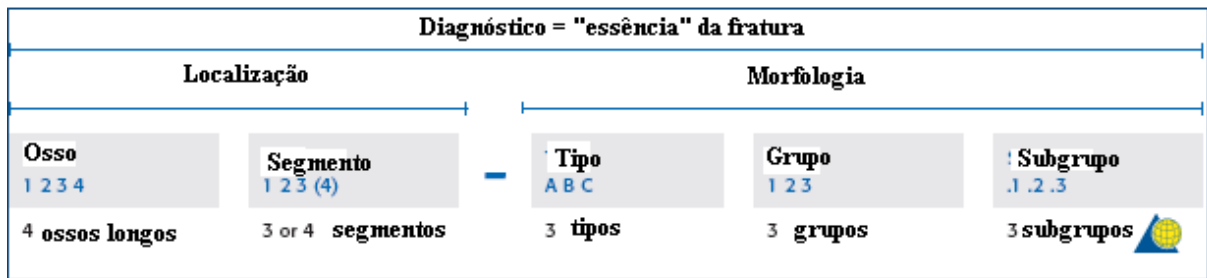 Diagnóstico = "essência" da fratura
Localização
Morfologia
Osso
1 2 3 4
4 ossos longos
Segmento
1 2 3 (4)
3 or 4 segmentos
-
Tipo
A B C
3 tipos
Grupo
1 2 3
3 grupos
Subgrupo
.1 .2 .3
3 subgrupos